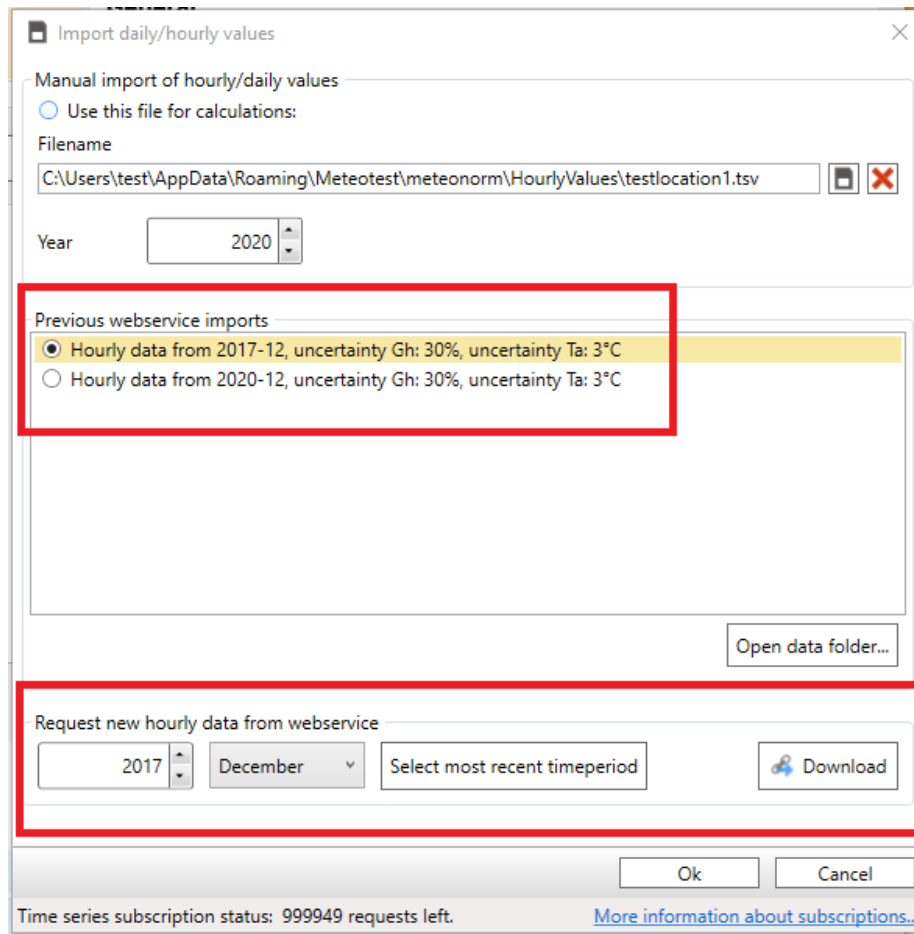 General
Import daily/hourly values
Manual import of hourly/daily values
Use this file for calculations:
Filename
C:\Users\test\AppData\Roaming\Meteotest\meteonorm\HourlyValues\testlocation1.tsv
Year 2020
Previous webservice imports
Hourly data from 2017-12, uncertainty Gh: 30%, uncertainty Ta: 3°C
Hourly data from 2020-12, uncertainty Gh: 30%, uncertainty Ta: 3°C
Open data folder...
Request new hourly data from webservice
2017 December Select most recent timeperiod Download
Ok Cancel
Time series subscription status: 999949 requests left. More information about subscriptions..